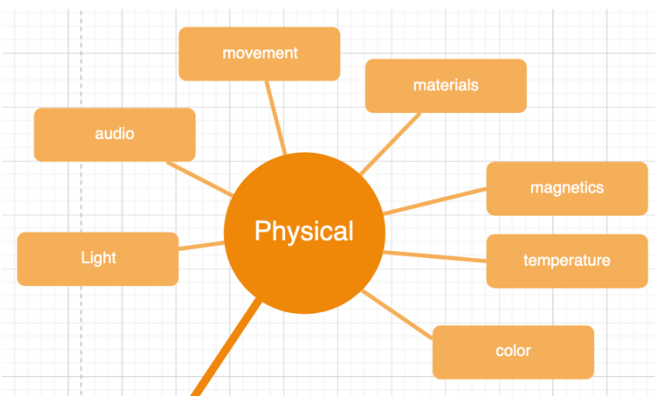 movement
materials
audio
magnetics
Physical
Light
temperature
color